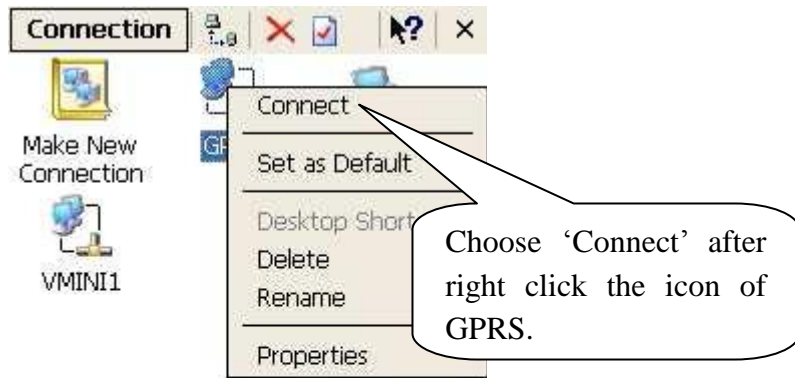 Connection
Make New
Connection
VMINI1
Connect
Set as Default
Desktop
Delete
Rename
Properties
Choose ‘Connect’ after
right click the icon of
GPRS.